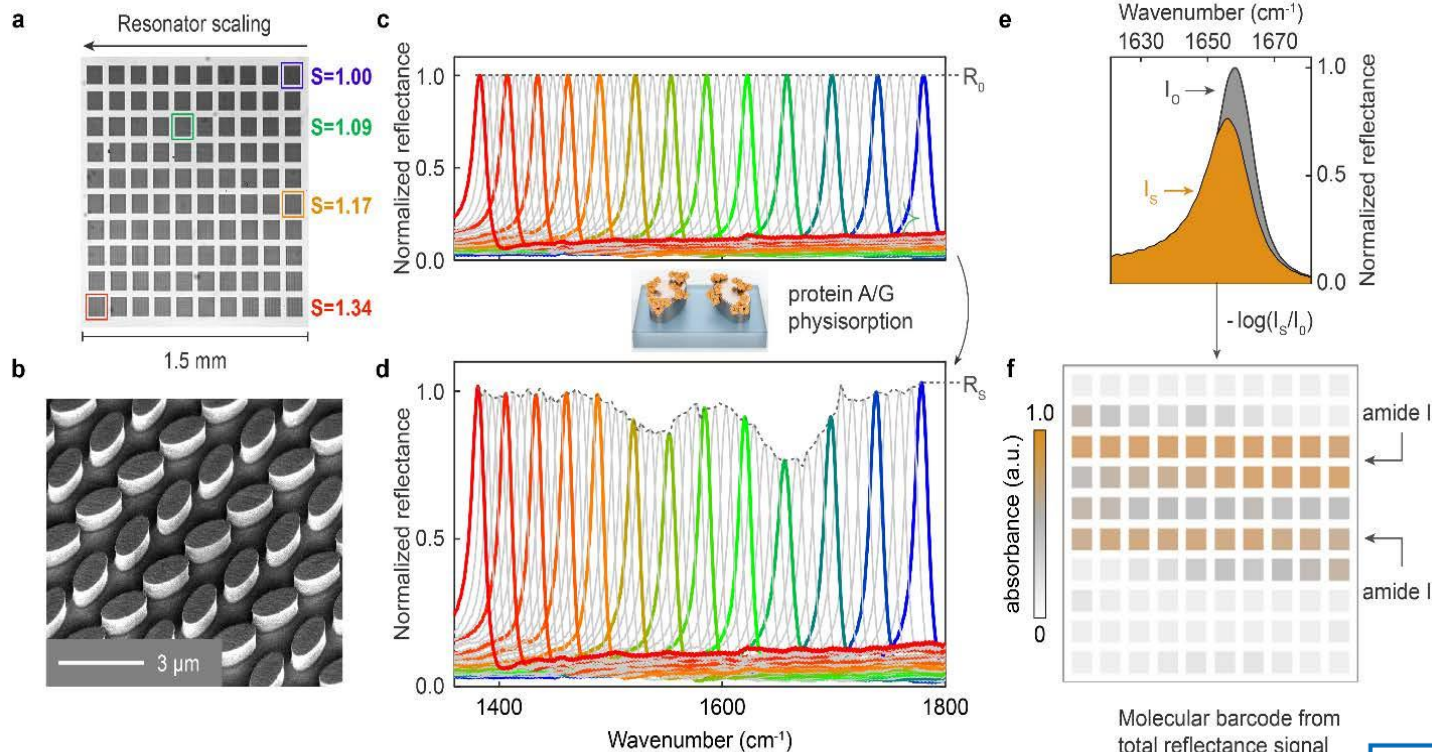 a
Resonator scaling
S=1.00
S=1.09
S=1.17
S=1.34
1.5 mm
b
3 μm
c
Normalized reflectance
1.0
0.5
0.0
R₀
protein A/G
physisorption
d
Normalized reflectance
1.0
0.5
0.0
Rₛ
1400
1600
1800
Wavenumber (cm⁻¹)
e
Wavenumber (cm⁻¹)
1630
1650
1670
I₀
Iₛ
1.0
0.5
0.0
Normalized reflectance
- log(Iₛ/I₀)
f
1.0
absorbance (a.u.)
0
amide I
amide I
Molecular barcode from
total reflectance signal